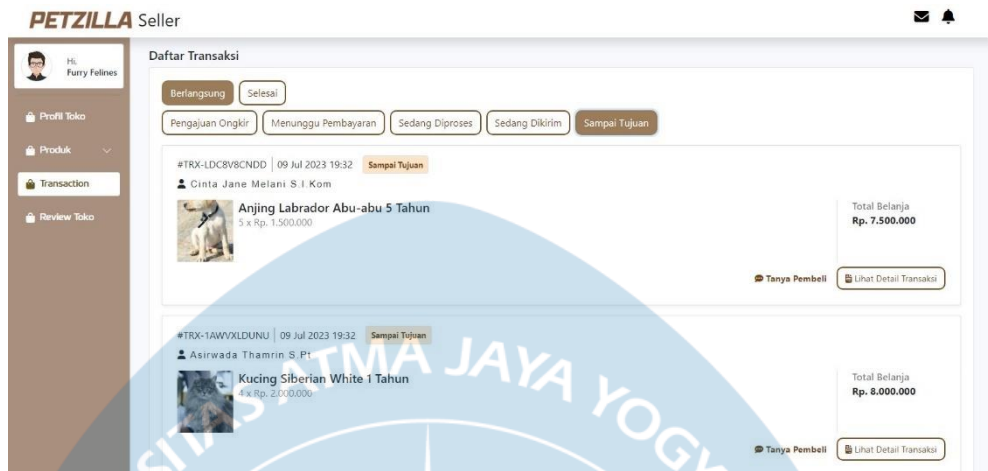 PETZILLA Seller
Hi,
Furry Felines
Profil Toko
Produk
Transaction
Review Toko
Daftar Transaksi
Berlangsung Selesai
Pengajuan Ongkir Menunggu Pembayaran Sedang Diproses Sedang Dikirim Sampai Tujuan
#TRX-LDC8V8CNDD 09 Jul 2023 19:32 Sampai Tujuan
Cinta Jane Melani S.I.Kom
Anjing Labrador Abu-abu 5 Tahun
5 x Rp. 1.500.000
Total Belanja
Rp. 7.500.000
Tanya Pembeli Lihat Detail Transaksi
#TRX-1AWVXLDUNU 09 Jul 2023 19:32 Sampai Tujuan
Asirwada Thamrin S.Pt
Kucing Siberian White 1 Tahun
4 x Rp. 2.000.000
Total Belanja
Rp. 8.000.000
Tanya Pembeli Lihat Detail Transaksi
SITAS ATMA JAYA YOGY